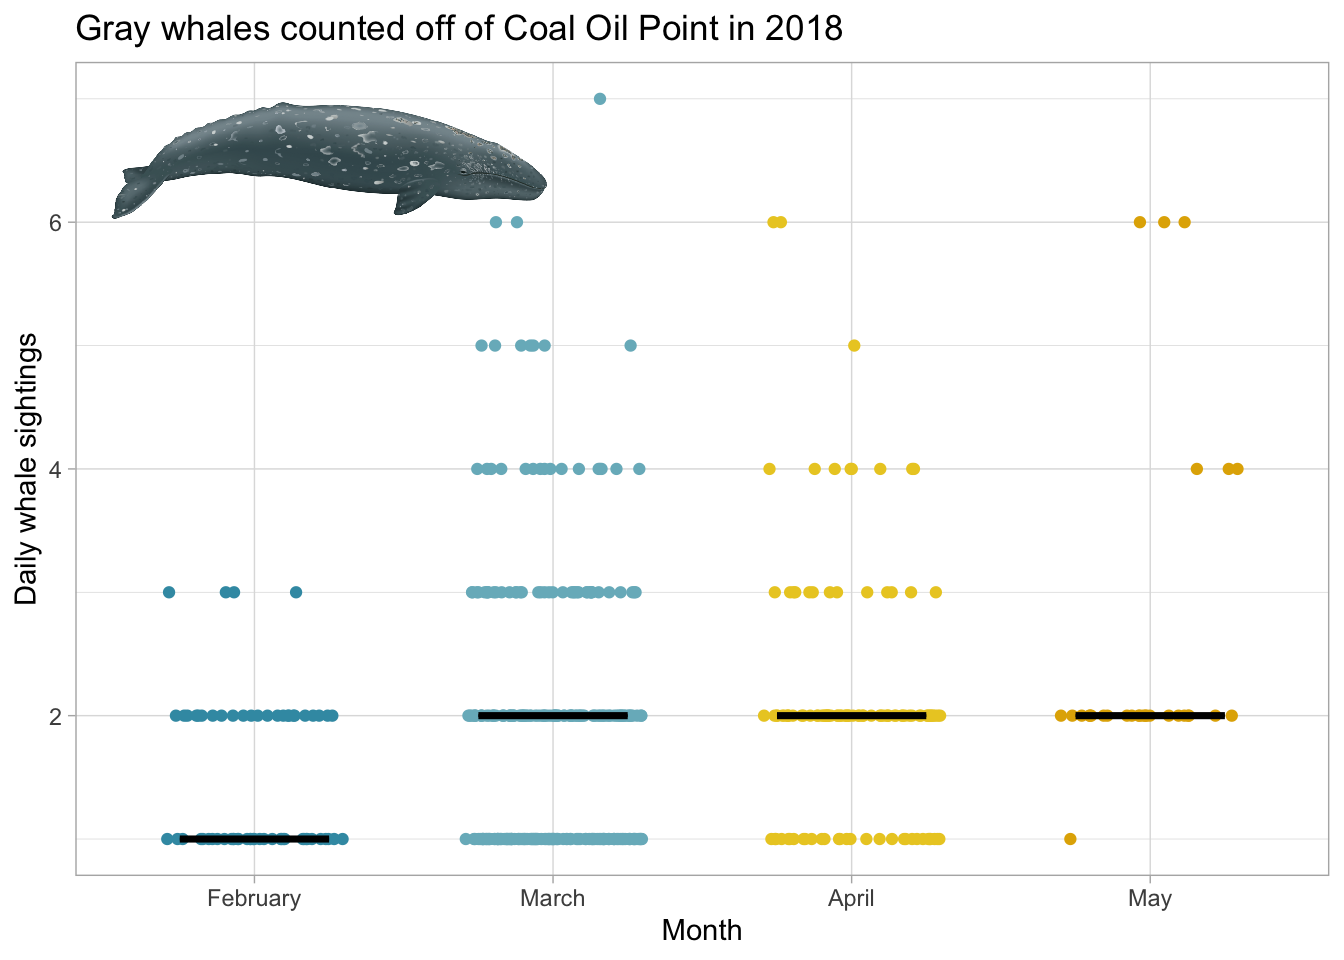 Gray whales counted off of Coal Oil Point in 2018
Daily whale sightings
6
4
2
February March April May
Month